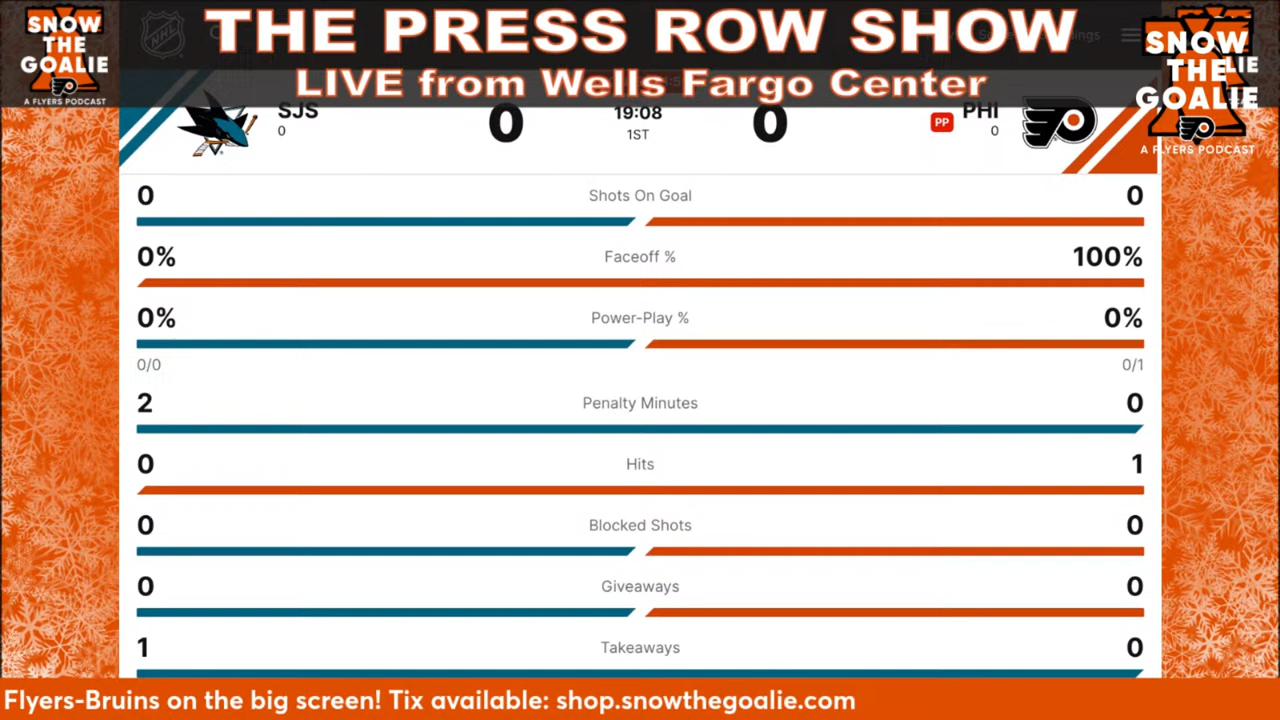 SNOW
THE
GOALIE
A FLYERS PODCAST
NHL
THE PRESS ROW SHOW
LIVE from Wells Fargo Center
SNOW
THE
GOALIE
A FLYERS PODCAST
SJS
0
0
19:08
1ST
0
PP
PHI
0
0
Shots On Goal
0
0%
Faceoff %
100%
0%
Power-Play %
0%
0/0
0/1
2
Penalty Minutes
0
0
Hits
1
0
Blocked Shots
0
0
Giveaways
0
1
Takeaways
0
Flyers-Bruins on the big screen! Tix available: shop.snowthegoalie.com